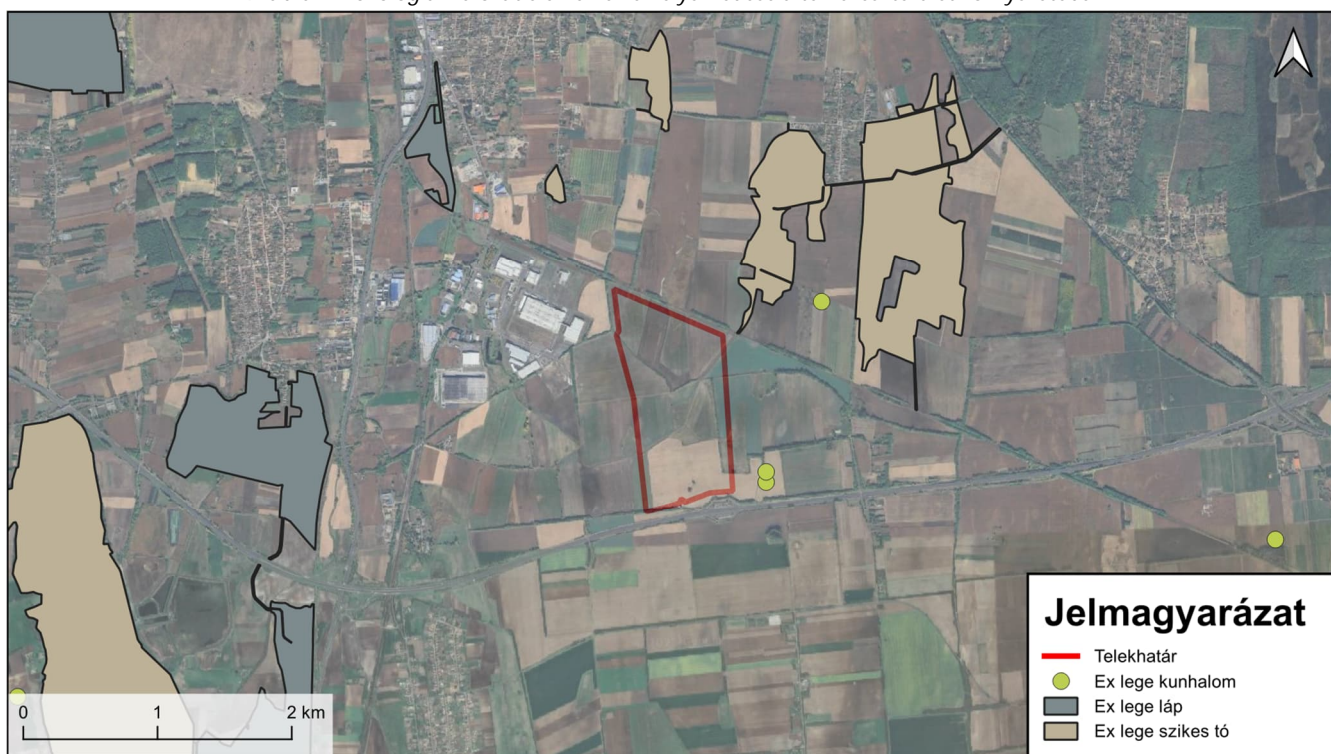 Jelmagyarázat
Telekhatár
Ex lege kunhalom
Ex lege láp
Ex lege szikes tó
0 1 2 km